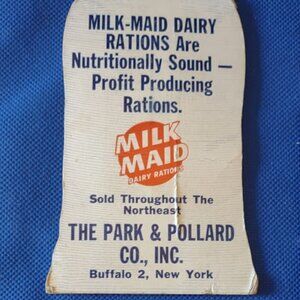 MILK-MAID DAIRY
RATIONS Are
Nutritionally Sound —
Profit Producing
Rations.
MILK
MAID
DAIRY RATIONS
Sold Throughout The
Northeast
THE PARK & POLLARD
CO., INC.
Buffalo 2, New York